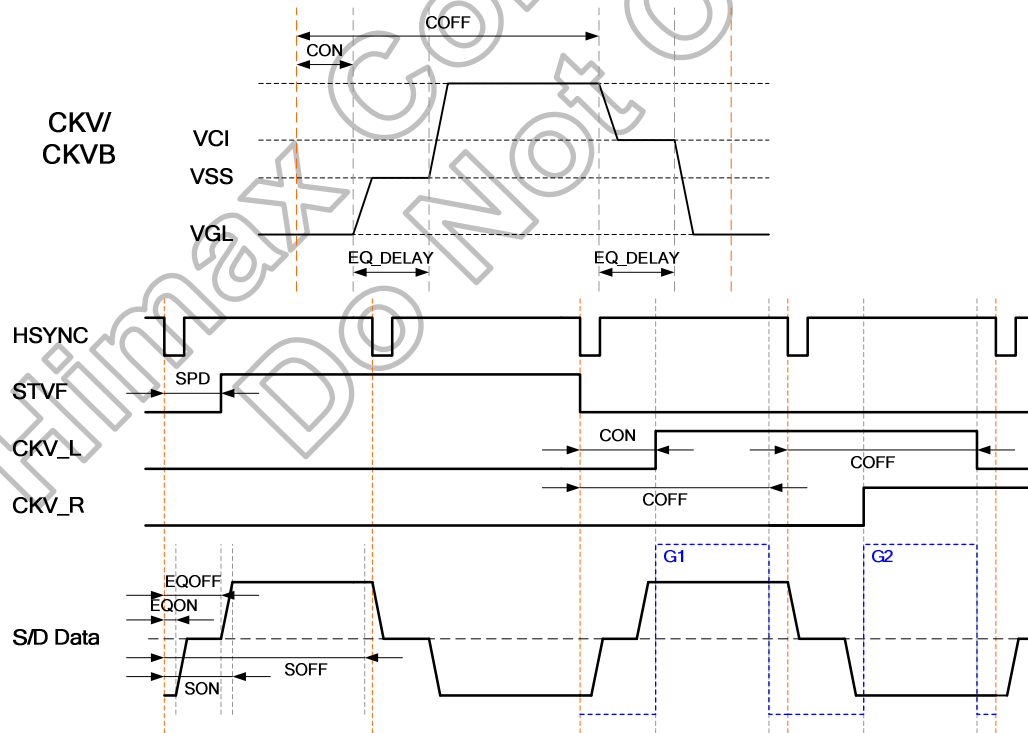 COFF
CON
CKV/
CKVB
VCI
VSS
VGL
EQ_DELAY
EQ_DELAY
HSYNC
STVF
SPD
CKV_L
CON
COFF
CKV_R
COFF
G1
G2
EQOFF
EQON
S/D Data
SOFF
SON
Himax Co
Do Not